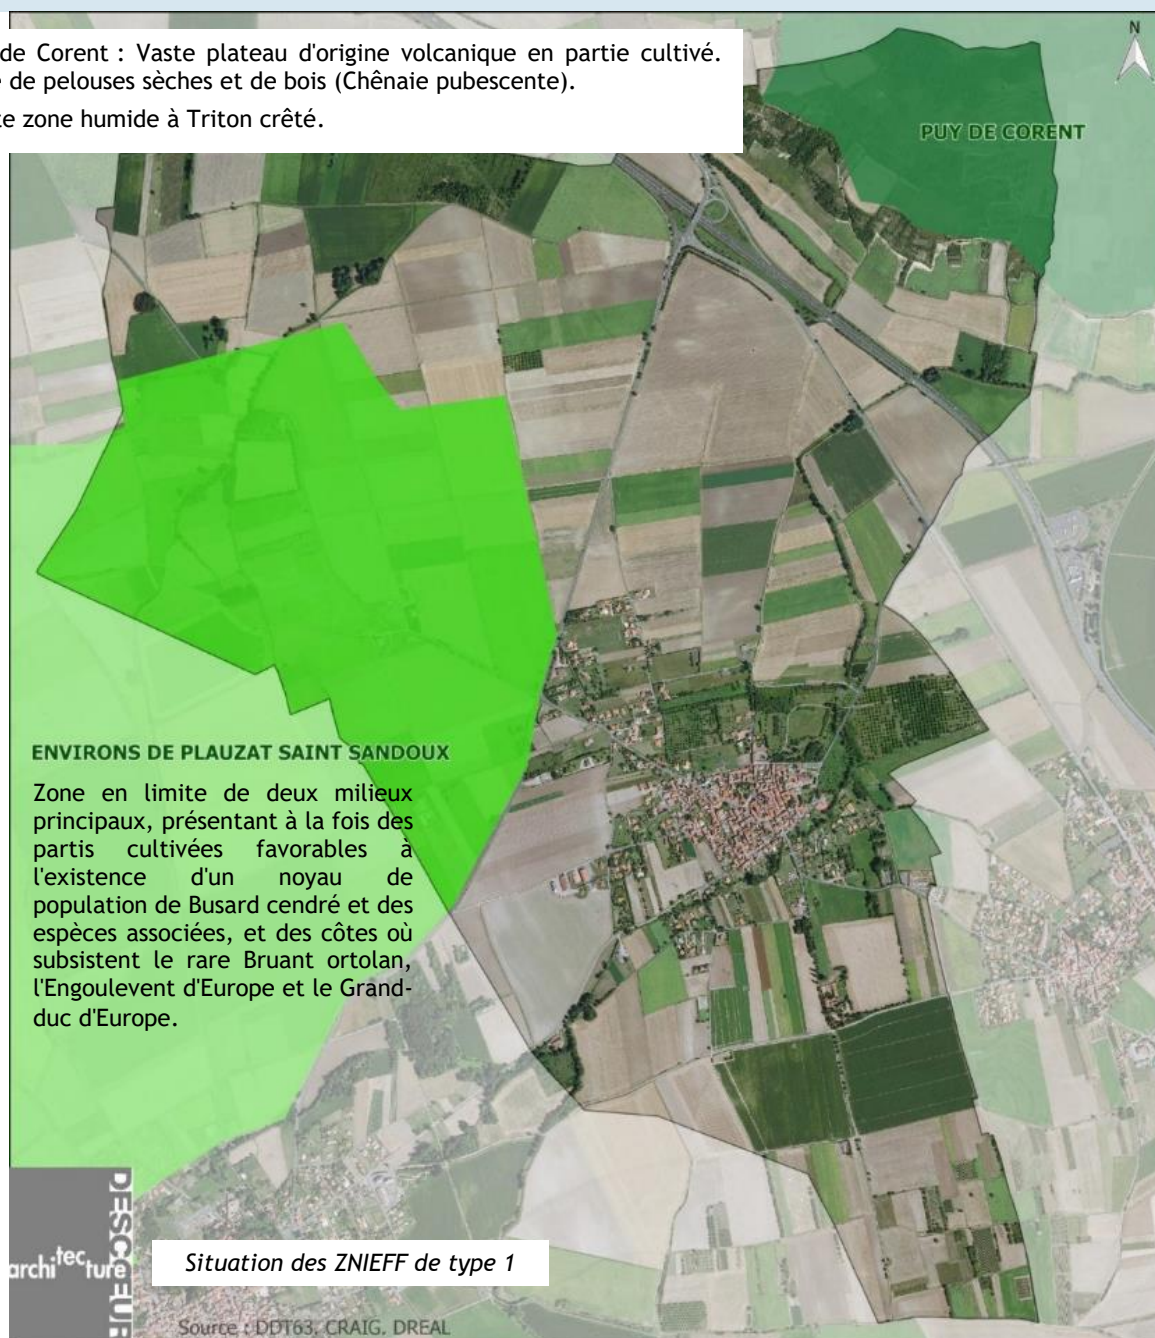 de Corent : Vaste plateau d'origine volcanique en partie cultivé.
de pelouses sèches et de bois (Chênaie pubescente).
te zone humide à Triton crêté.
N
PUY DE CORENT
ENVIRONS DE PLAUZAT SAINT SANDOUX
Zone en limite de deux milieux
principaux, présentant à la fois des
partis cultivées favorables à
l'existence d'un noyau de
population de Busard cendré et des
espèces associées, et des côtes où
subsistent le rare Bruant ortolan,
l'Engoulevent d'Europe et le Grand-
duc d'Europe.
DESCOEUR
architecture
Situation des ZNIEFF de type 1
Source : DDT63, CRAIG, DREAL